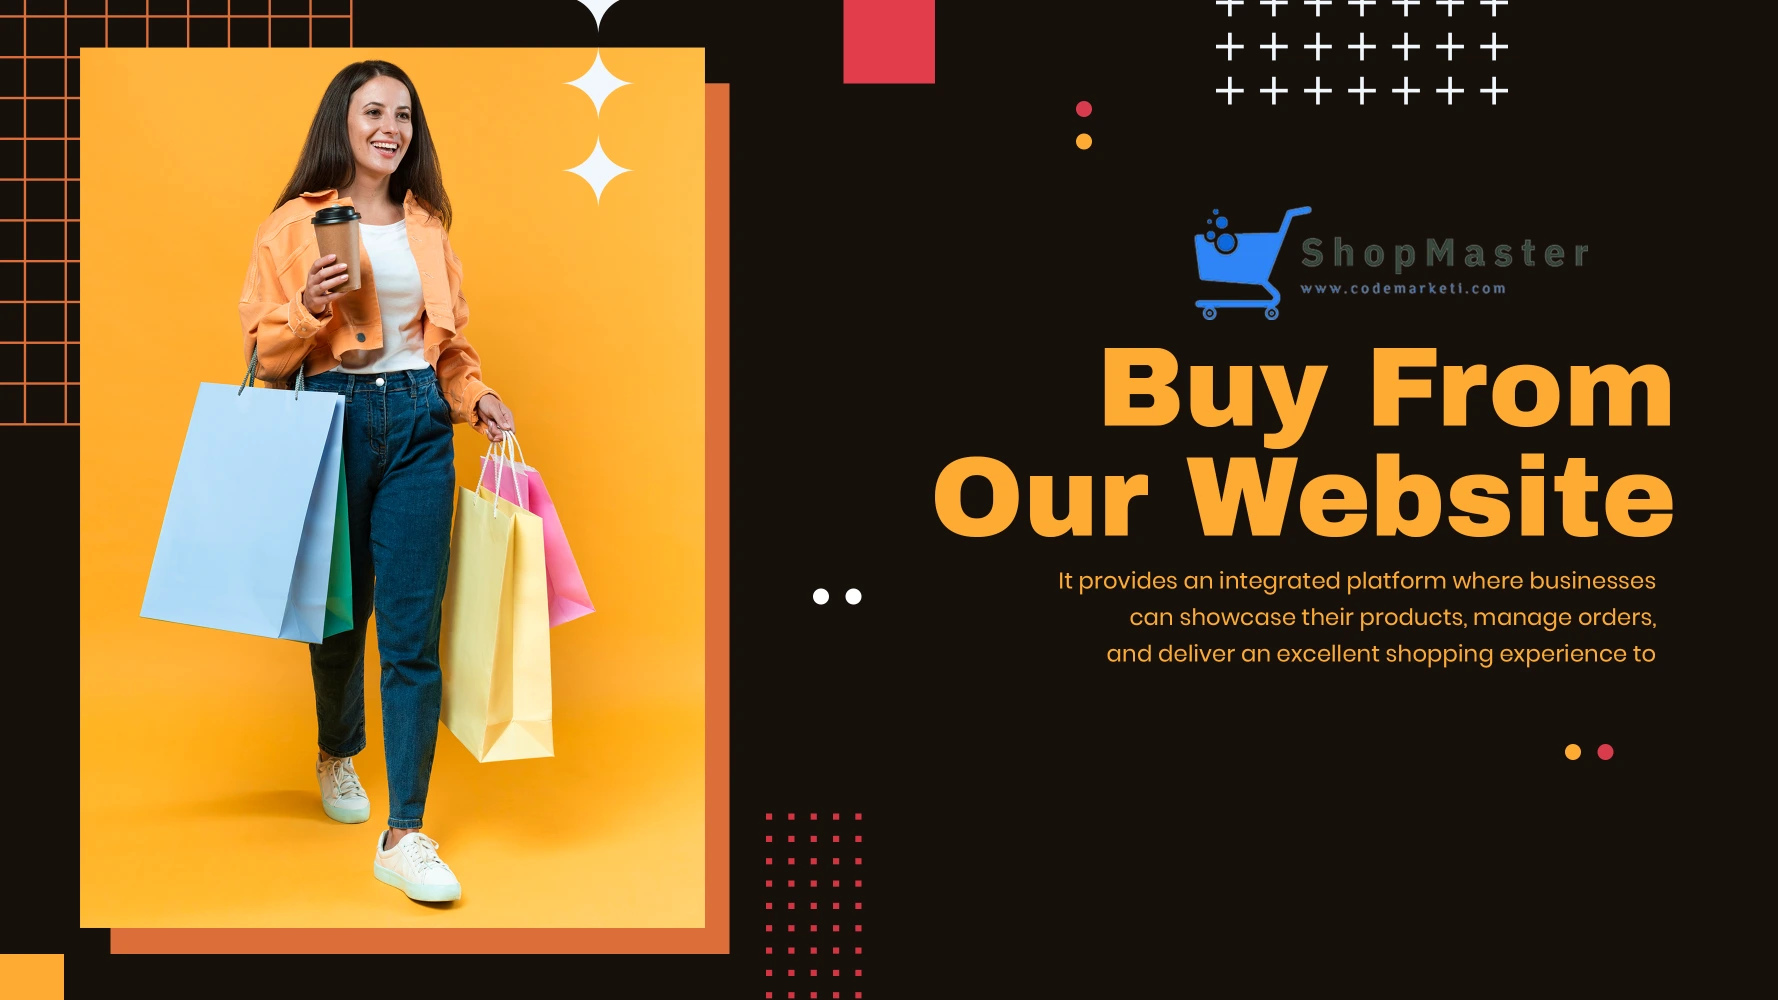 ShopMaster
www.codemarketi.com
Buy From
Our Website
It provides an integrated platform where businesses
can showcase their products, manage orders,
and deliver an excellent shopping experience to